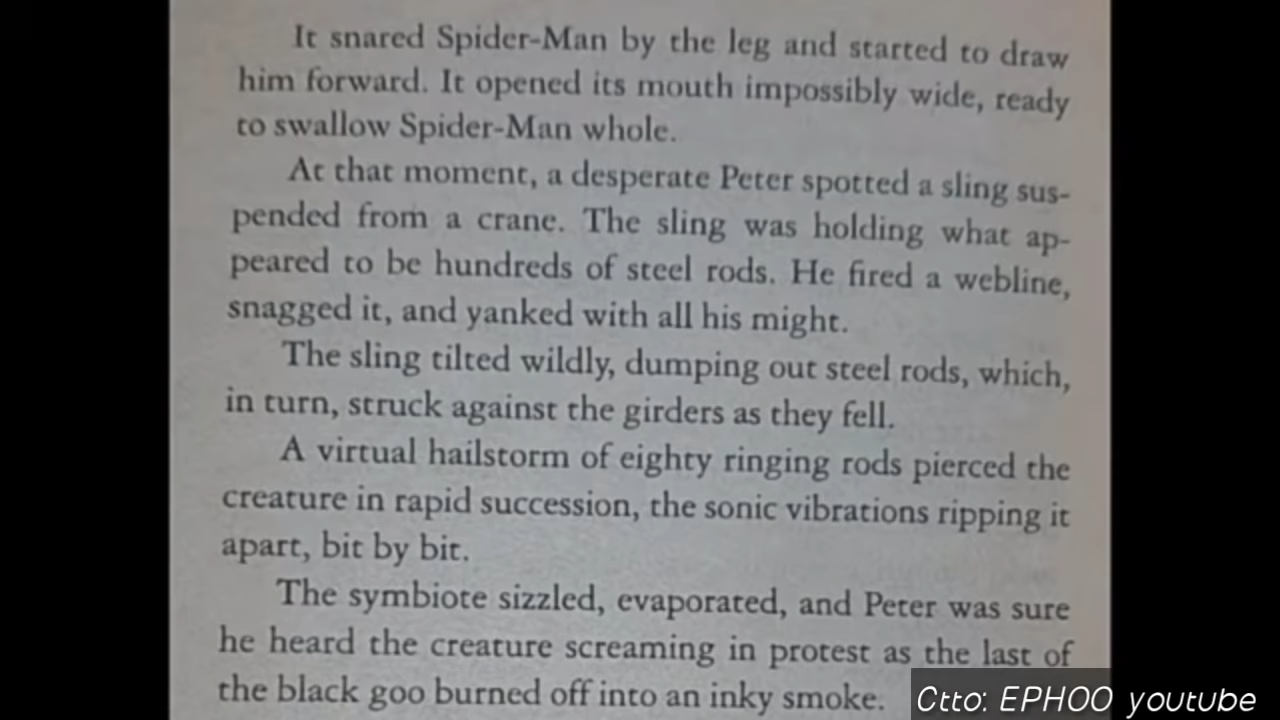 It snared Spider-Man by the leg and started to draw
him forward. It opened its mouth impossibly wide, ready
to swallow Spider-Man whole.
At that moment, a desperate Peter spotted a sling sus-
pended from a crane. The sling was holding what ap-
peared to be hundreds of steel rods. He fired a webline,
snagged it, and yanked with all his might.
The sling tilted wildly, dumping out steel rods, which,
in turn, struck against the girders as they fell.
A virtual hailstorm of eighty ringing rods pierced the
creature in rapid succession, the sonic vibrations ripping it
apart, bit by bit.
The symbiote sizzled, evaporated, and Peter was sure
he heard the creature screaming in protest as the last of
the black goo burned off into an inky smoke.
Ctto: EPHOO youtube